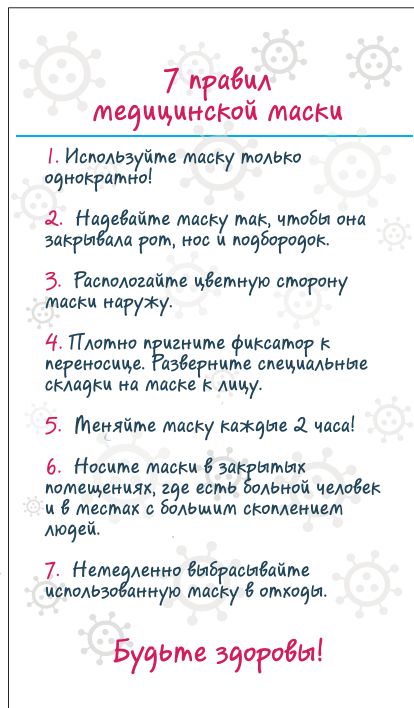 7 правил
медицинской маски
1. Используйте маску только
однократно!
2. Надевайте маску так, чтобы она
закрывала рот, нос и подбородок.
3. Распологайте цветную сторону
маски наружу.
4. Плотно пригните фиксатор к
переносице. Разверните специальные
складки на маске к лицу.
5. Меняйте маску каждые 2 часа!
6. Носите маски в закрытых
помещениях, где есть больной человек
и в местах с большим скоплением
людей.
7. Немедленно выбрасывайте
использованную маску в отходы.
Будьте здоровы!